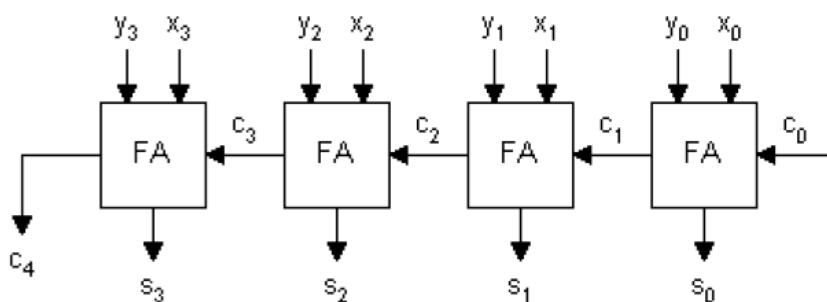 y₃ x₃ y₂ x₂ y₁ x₁ y₀ x₀
c₃ c₂ c₁ c₀
FA FA FA FA
c₄
s₃ s₂ s₁ s₀